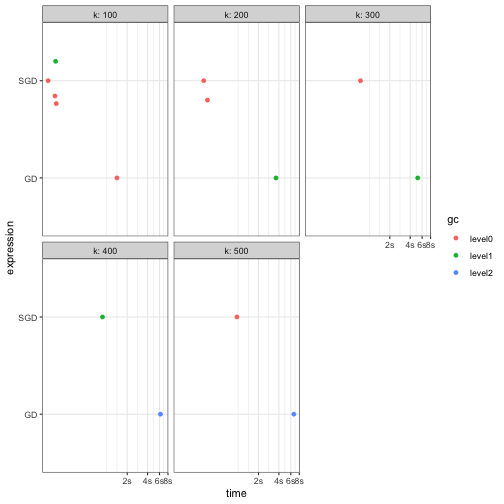 k: 100
k: 200
k: 300
SGD
GD
2s 4s 6s8s
k: 400
k: 500
SGD
GD
2s 4s 6s8s
2s 4s 6s8s
time
expression
gc
level0
level1
level2